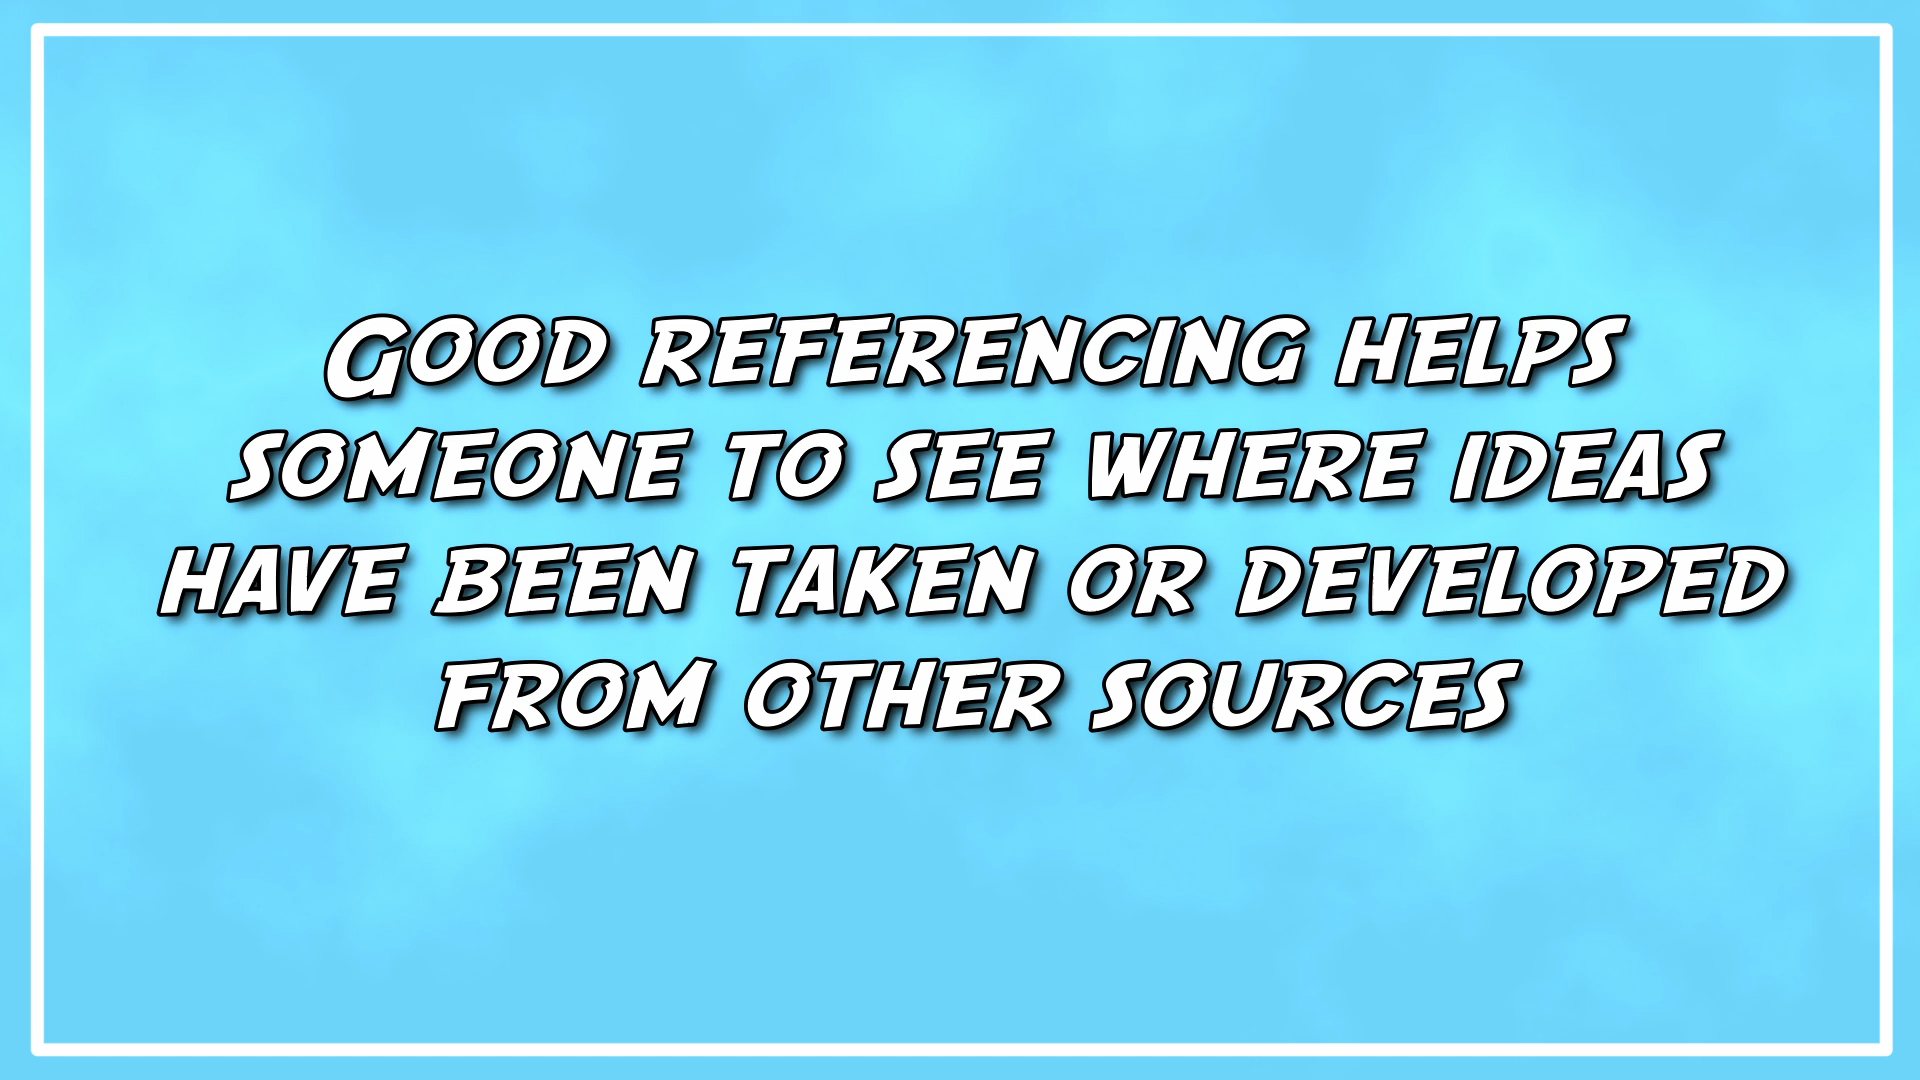 Good referencing helps
someone to see where ideas
have been taken or developed
from other sources